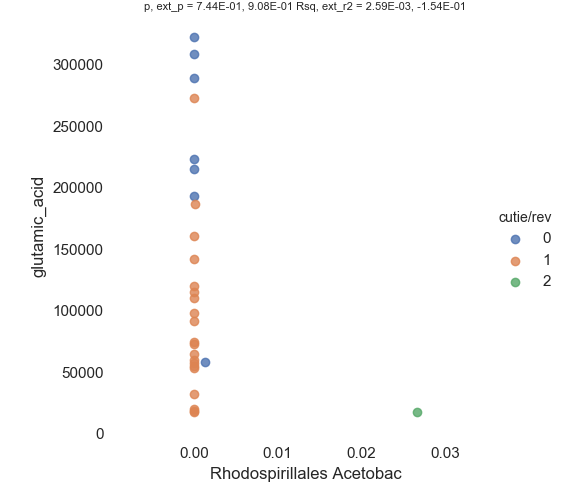 p, ext_p = 7.44E-01, 9.08E-01 Rsq, ext_r2 = 2.59E-03, -1.54E-01
300000
250000
200000
150000
100000
50000
0
glutamic_acid
0.00 0.01 0.02 0.03
Rhodospirillales Acetobac
cutie/rev
0
1
2